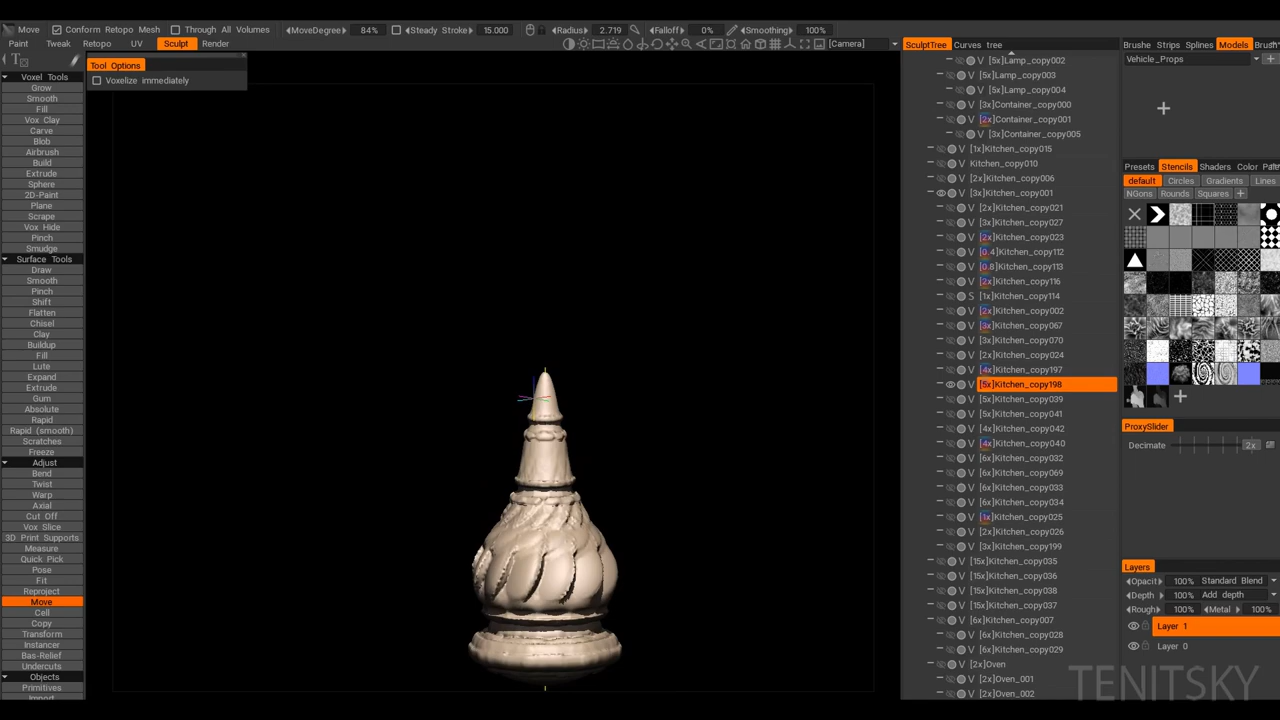 Move Conform Retopo Mesh Through All Volumes MoveDegree 84% Steady Stroke 15.000 Radius 2.719 Falloff 0% Smoothing 100%
Paint Tweak Retopo UV Sculpt Render [Camera]
SculptTree Curves tree
Brushe Strips Splines Models
Vehicle_Props
Tool Options
Voxelize immediately
Voxel Tools
Grow
Smooth
Fill
Vox Clay
Carve
Blob
Airbrush
Build
Extrude
Sphere
2D-Paint
Plane
Scrape
Vox Hide
Pinch
Smudge
Surface Tools
Draw
Smooth
Pinch
Shift
Flatten
Chisel
Clay
Buildup
Fill
Lute
Expand
Extrude
Gum
Absolute
Rapid
Rapid (smooth)
Scratches
Freeze
Adjust
Bend
Twist
Warp
Axial
Cut Off
Vox Slice
3D Print Supports
Measure
Quick Pick
Pose
Fit
Reproject
Move
Cell
Copy
Transform
Instancer
Bas-Relief
Undercuts
Objects
Primitives
Import
V [5x]Lamp_copy002
V [5x]Lamp_copy003
V [5x]Lamp_copy004
V [3x]Container_copy000
V [2x]Container_copy001
V [3x]Container_copy005
V [1x]Kitchen_copy015
V Kitchen_copy010
V [2x]Kitchen_copy006
V [3x]Kitchen_copy001
V [2x]Kitchen_copy021
V [3x]Kitchen_copy027
V [2x]Kitchen_copy023
V [0.4]Kitchen_copy112
V [0.8]Kitchen_copy113
V [2x]Kitchen_copy116
S [1x]Kitchen_copy114
V [2x]Kitchen_copy002
V [3x]Kitchen_copy067
V [3x]Kitchen_copy070
V [2x]Kitchen_copy024
V [4x]Kitchen_copy197
V [5x]Kitchen_copy198
V [5x]Kitchen_copy039
V [5x]Kitchen_copy041
V [4x]Kitchen_copy042
V [4x]Kitchen_copy040
V [6x]Kitchen_copy032
V [6x]Kitchen_copy069
V [6x]Kitchen_copy033
V [6x]Kitchen_copy034
V [1x]Kitchen_copy025
V [2x]Kitchen_copy026
V [3x]Kitchen_copy199
V [15x]Kitchen_copy035
V [15x]Kitchen_copy036
V [15x]Kitchen_copy038
V [15x]Kitchen_copy037
V [6x]Kitchen_copy007
V [6x]Kitchen_copy028
V [6x]Kitchen_copy029
V [2x]Oven
V [2x]Oven_001
V [2x]Oven_002
Presets Stencils Shaders Color
default Circles Gradients Lines
NGons Rounds Squares
ProxySlider
Decimate 2x
Layers
Opacit 100% Standard Blend
Depth 100% Add depth
Rough 100% Metal 100%
Layer 1
Layer 0
TENITSKY